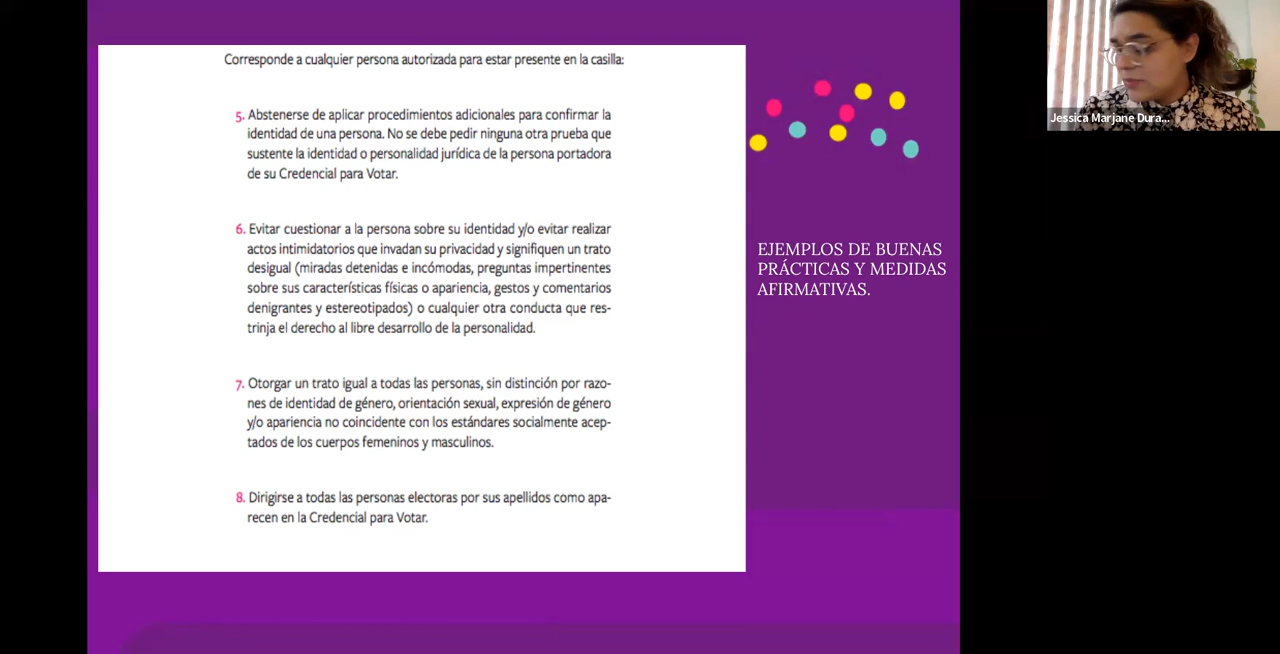 Corresponde a cualquier persona autorizada para estar presente en la casilla:
5. Abstenerse de aplicar procedimientos adicionales para confirmar la
identidad de una persona. No se debe pedir ninguna otra prueba que
sustente la identidad o personalidad jurídica de la persona portadora
de su Credencial para Votar.
6. Evitar cuestionar a la persona sobre su identidad y/o evitar realizar
actos intimidatorios que invadan su privacidad y signifiquen un trato
desigual (miradas detenidas e incómodas, preguntas impertinentes
sobre sus características físicas o apariencia, gestos y comentarios
denigrantes y estereotipados) o cualquier otra conducta que res-
trinja el derecho al libre desarrollo de la personalidad.
7. Otorgar un trato igual a todas las personas, sin distinción por razo-
nes de identidad de género, orientación sexual, expresión de género
y/o apariencia no coincidente con los estándares socialmente acep-
tados de los cuerpos femeninos y masculinos.
8. Dirigirse a todas las personas electoras por sus apellidos como apa-
recen en la Credencial para Votar.
EJEMPLOS DE BUENAS
PRÁCTICAS Y MEDIDAS
AFIRMATIVAS.
Jessica Marjane Dura...